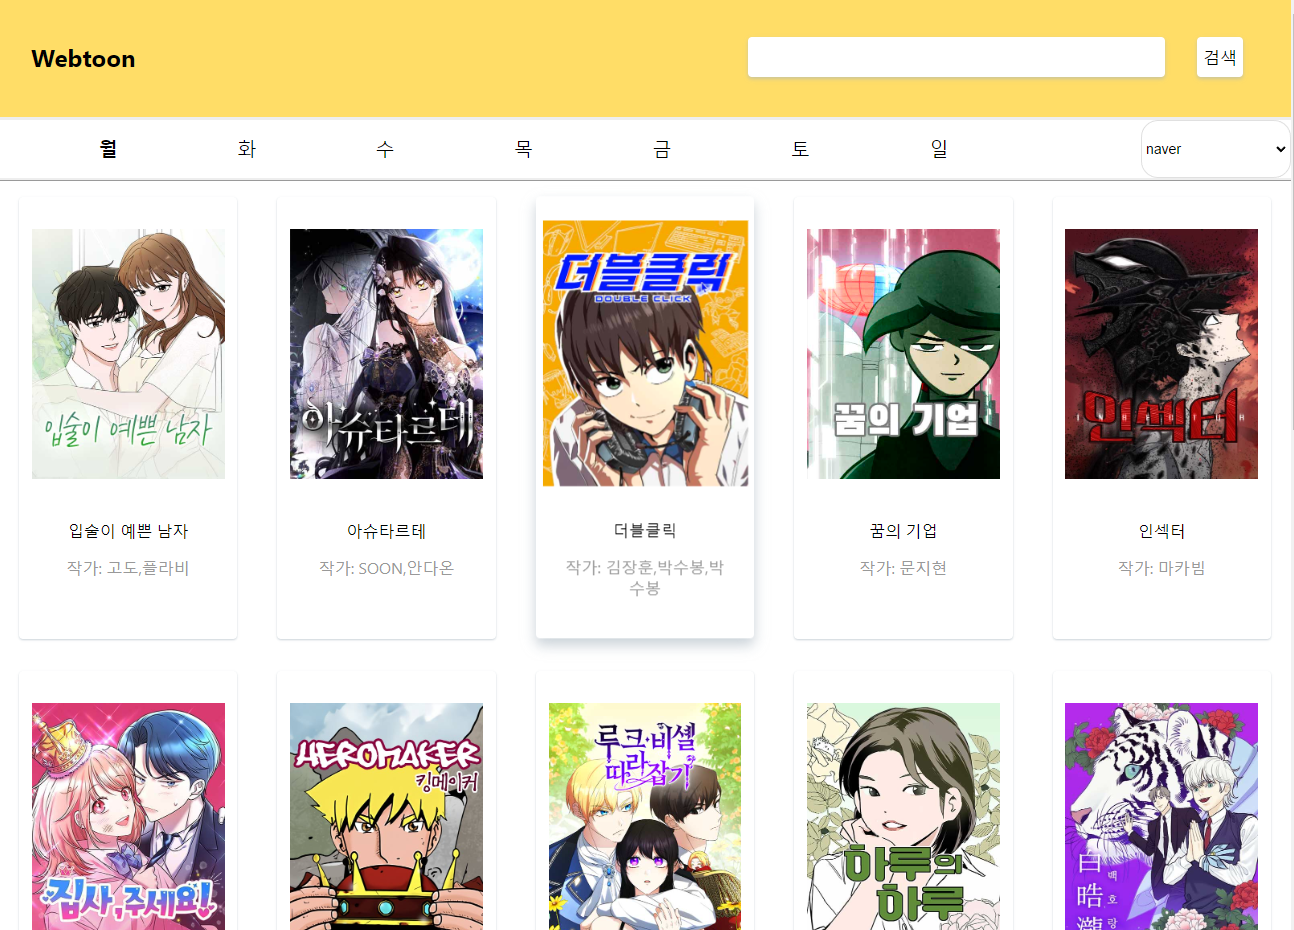 Webtoon
검색
월 화 수 목 금 토 일
naver
입술이 예쁜 남자
아슈타르테
더블클릭
DOUBLE CLICK
꿈의 기업
인섹터
입술이 예쁜 남자
작가: 고도,플라비
아슈타르테
작가: SOON,안다온
더블클릭
작가: 김장훈,박수봉,박
수봉
꿈의 기업
작가: 문지현
인섹터
작가: 마카빔
집사, 주세요!
HEROMAKER
킹메이커
루크·비셸
따라잡기
하루의
하루
백호랑